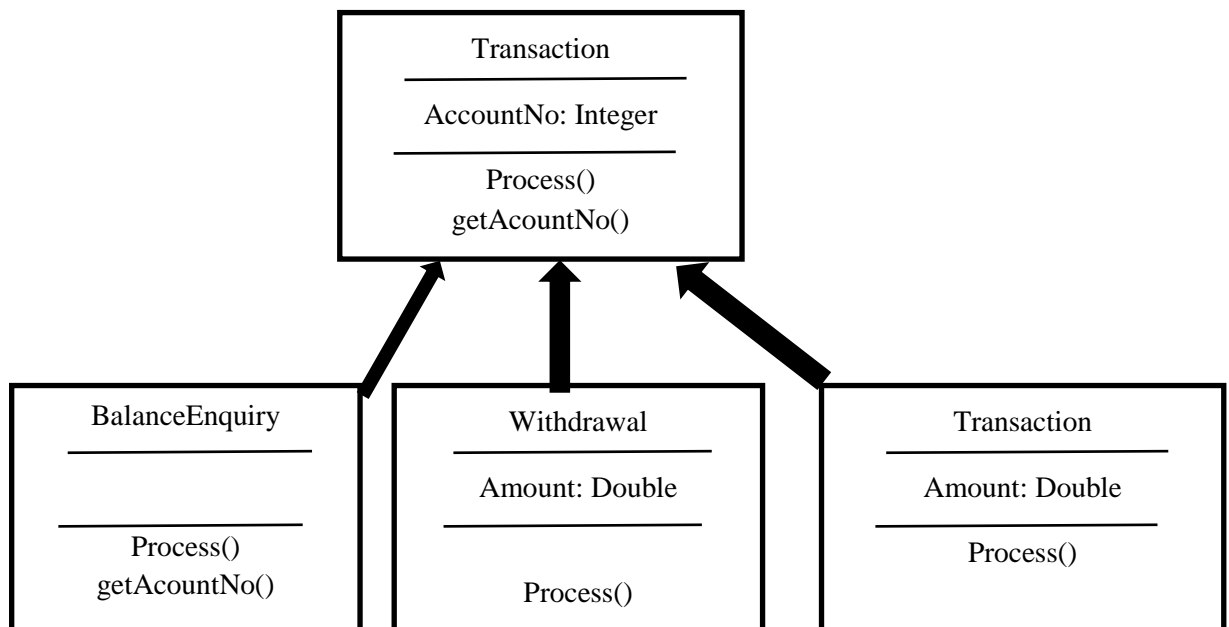 Transaction
AccountNo: Integer
Process()
getAcountNo()
BalanceEnquiry
Process()
getAcountNo()
Withdrawal
Amount: Double
Process()
Transaction
Amount: Double
Process()